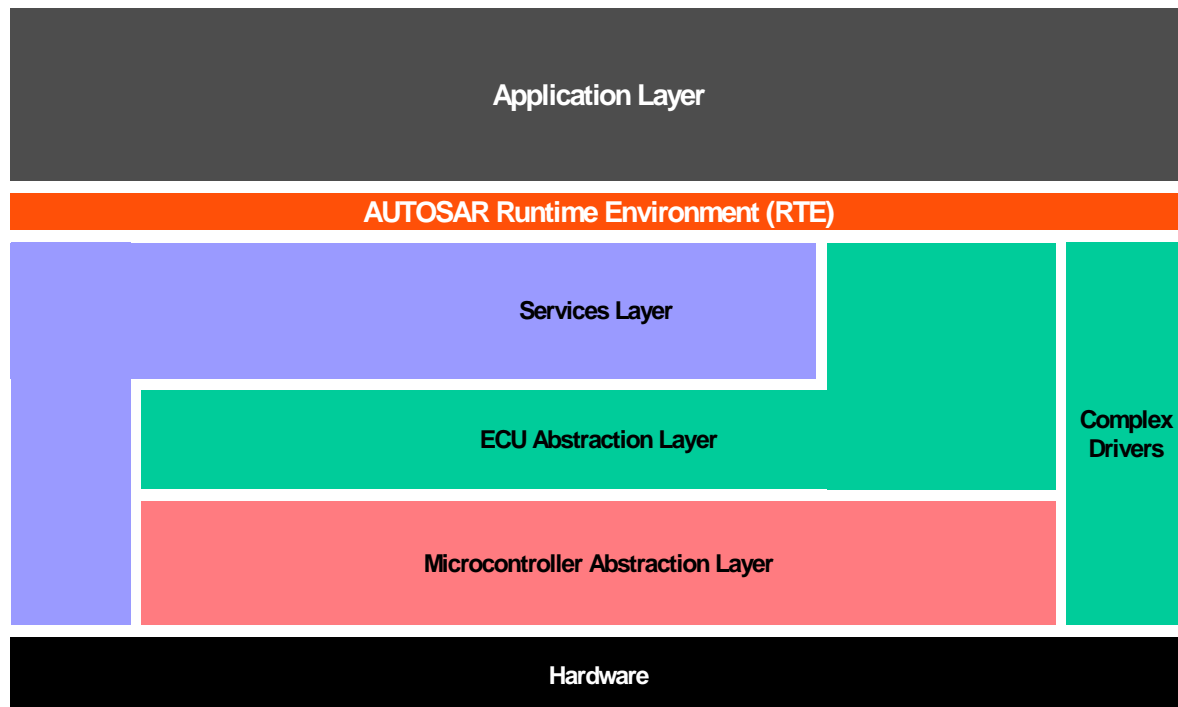 Application Layer
AUTOSAR Runtime Environment (RTE)
Services Layer
ECU Abstraction Layer
Complex
Drivers
Microcontroller Abstraction Layer
Hardware